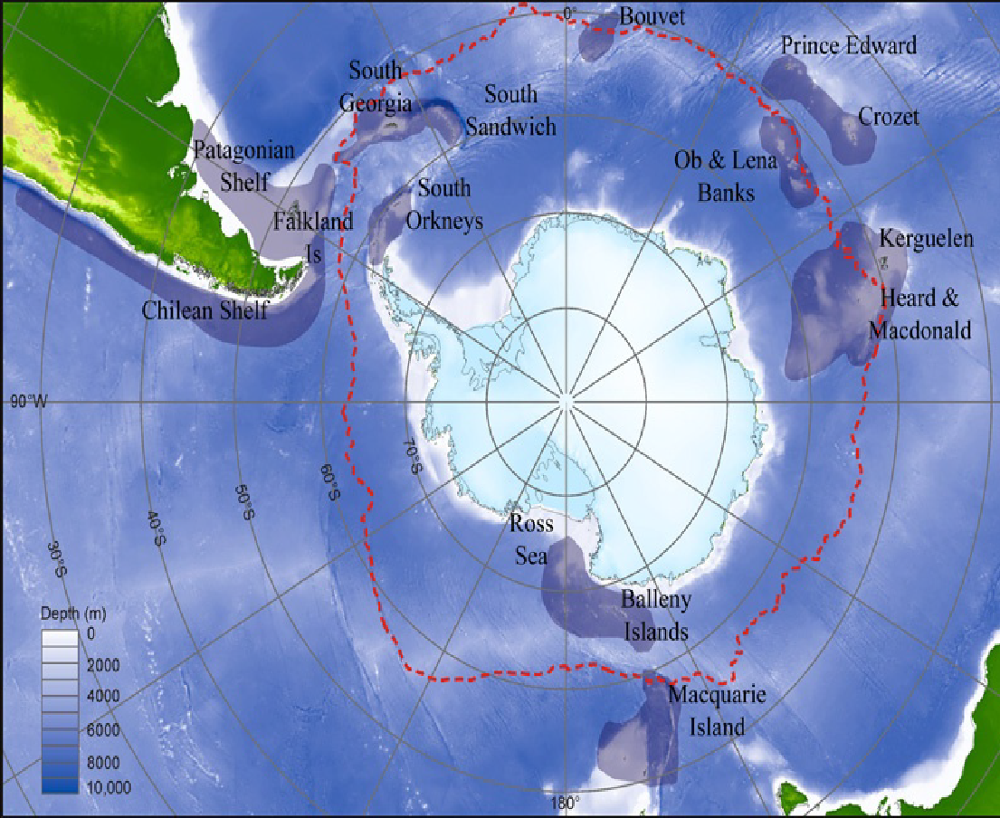 0°
Bouvet
Prince Edward
South
Georgia
South
Sandwich
Crozet
Patagonian
Shelf
Ob & Lena
Banks
South
Orkneys
Falkland
Is
Kerguelen
Heard &
Macdonald
Chilean Shelf
90°W
70°S
60°S
50°S
40°S
30°S
Ross
Sea
Balleny
Islands
Macquarie
Island
Depth (m)
0
2000
4000
6000
8000
10,000
180°